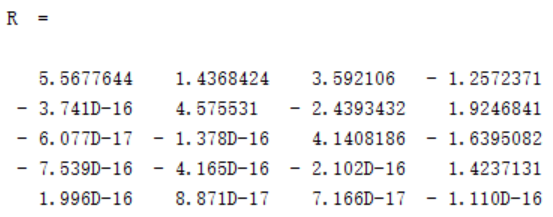 R  =
5.5677644    1.4368424    3.592106   - 1.2572371
- 3.741D-16    4.575531   - 2.4393432    1.9246841
- 6.077D-17  - 1.378D-16    4.1408186  - 1.6395082
- 7.539D-16  - 4.165D-16  - 2.102D-16    1.4237131
1.996D-16    8.871D-17    7.166D-17  - 1.110D-16